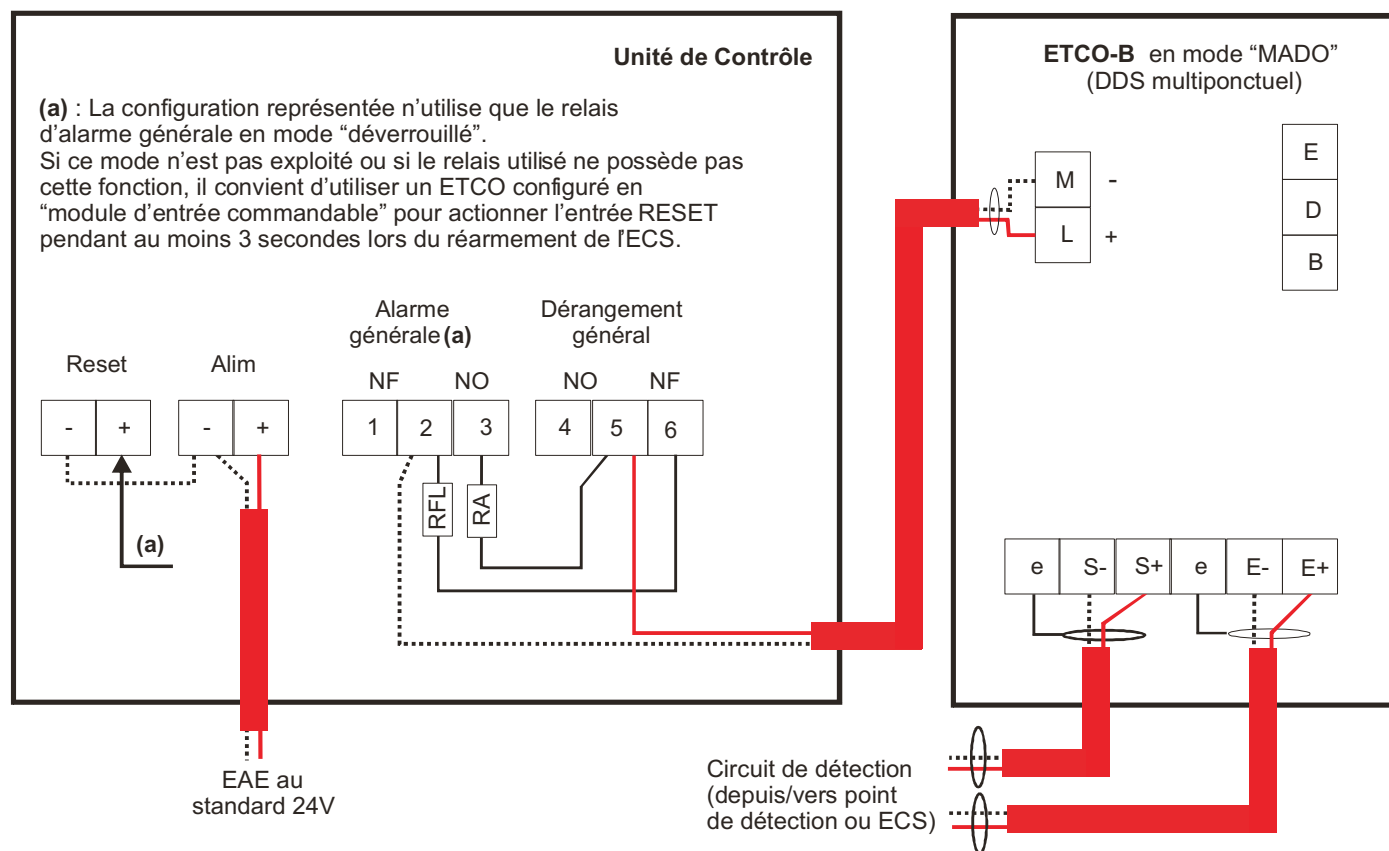 Unité de Contrôle
(a) : La configuration représentée n'utilise que le relais
d'alarme générale en mode “déverrouillé”.
Si ce mode n'est pas exploité ou si le relais utilisé ne possède pas
cette fonction, il convient d'utiliser un ETCO configuré en
“module d'entrée commandable” pour actionner l'entrée RESET
pendant au moins 3 secondes lors du réarmement de l'ECS.
Reset
Alim
Alarme
générale (a)
Dérangement
général
NF NO NO NF
- + - + 1 2 3 4 5 6
RFL RA
(a)
EAE au
standard 24V
ETCO-B en mode “MADO”
(DDS multiponctuel)
M -
L +
E
D
B
e S- S+ e E- E+
Circuit de détection
(depuis/vers point
de détection ou ECS)